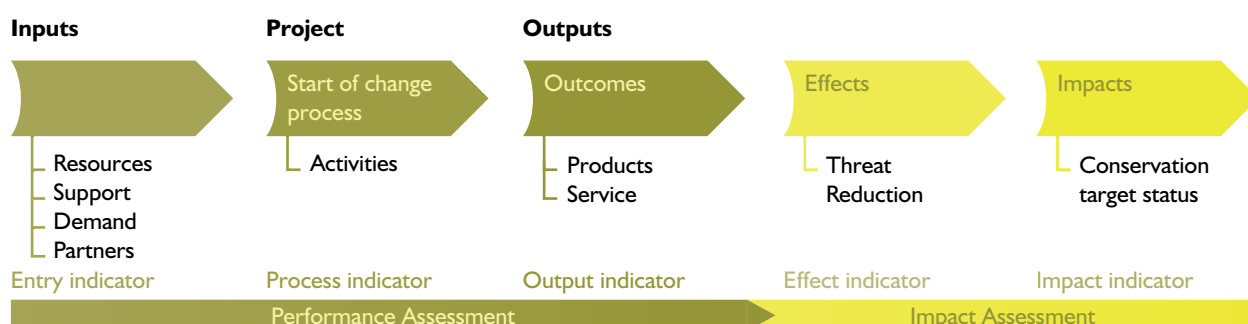 Inputs
Project
Outputs
Start of change
process
Outcomes
Effects
Impacts
Resources
Support
Demand
Partners
Activities
Products
Service
Threat
Reduction
Conservation
target status
Entry indicator
Process indicator
Output indicator
Effect indicator
Impact indicator
Performance Assessment
Impact Assessment